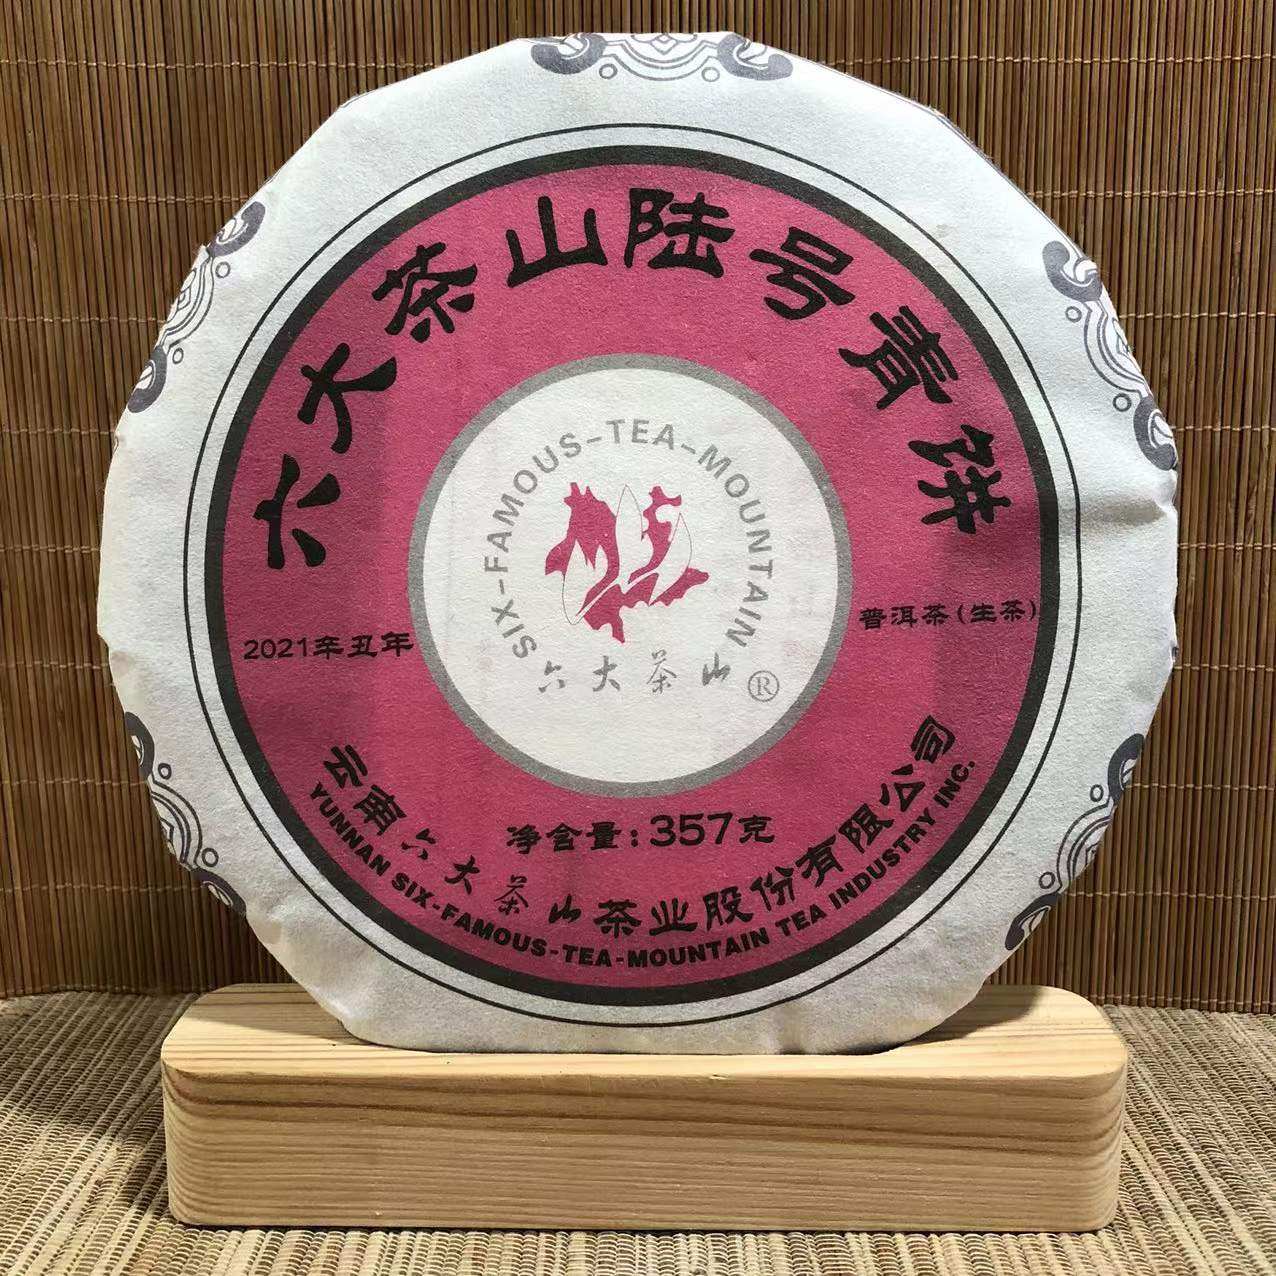 六大茶山陆号青饼
SIX-FAMOUS-TEA-MOUNTAIN
六大茶山®
2021辛丑年
普洱茶(生茶)
净含量:357克
云南六大茶山茶业股份有限公司
YUNNAN SIX-FAMOUS-TEA-MOUNTAIN TEA INDUSTRY INC.